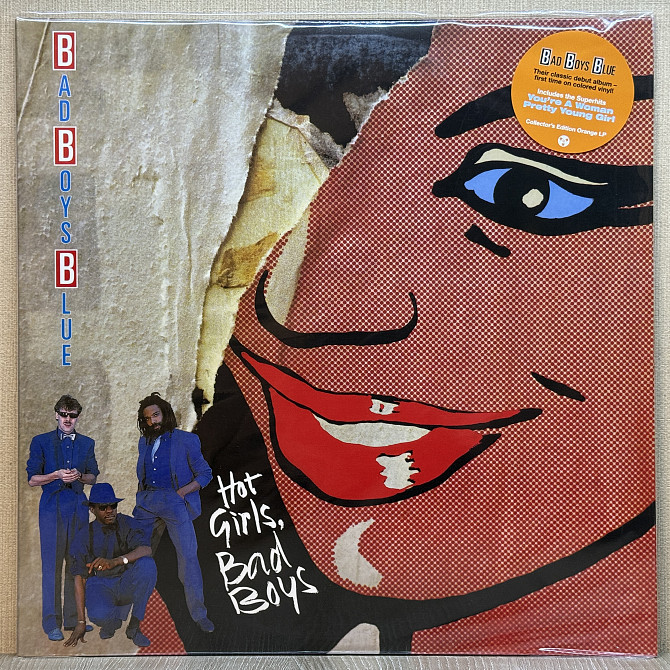 BAD BOYS BLUE
BAD BOYS BLUE
Their classic debut album –
first time on colored vinyl!
includes the Superhits
You're A Woman
Pretty Young Girl
Collector's Edition Orange LP
Hot
Girls,
Bad
Boys